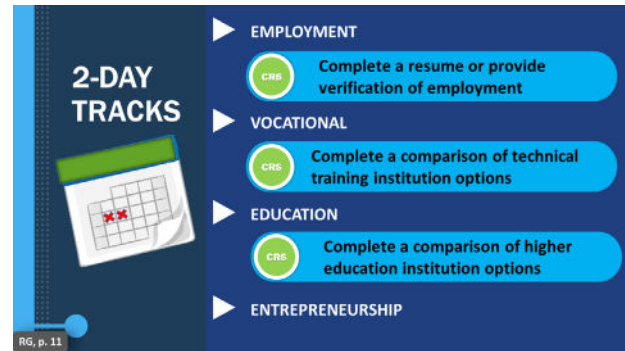 2-DAY
TRACKS
EMPLOYMENT
CRS
Complete a resume or provide
verification of employment
VOCATIONAL
CRS
Complete a comparison of technical
training institution options
EDUCATION
CRS
Complete a comparison of higher
education institution options
ENTREPRENEURSHIP
RG, p. 11